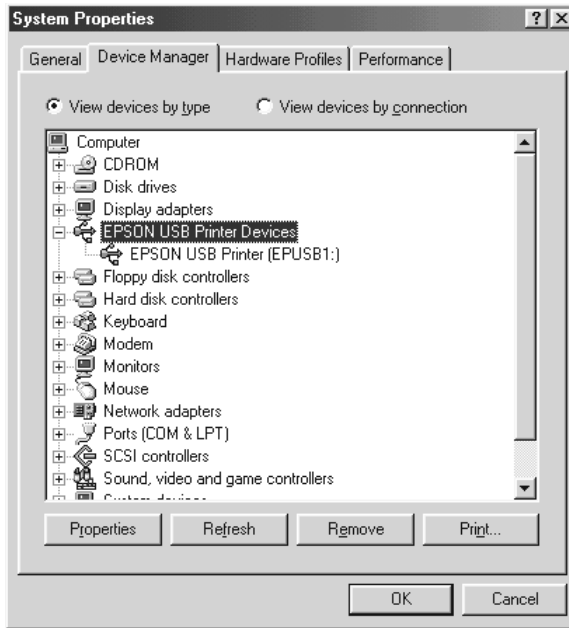 System Properties
General Device Manager Hardware Profiles Performance
View devices by type View devices by connection
Computer
CDROM
Disk drives
Display adapters
EPSON USB Printer Devices
EPSON USB Printer (EPUSB1:)
Floppy disk controllers
Hard disk controllers
Keyboard
Modem
Monitors
Mouse
Network adapters
Ports (COM & LPT)
SCSI controllers
Sound, video and game controllers
System devices
Properties Refresh Remove Print...
OK Cancel